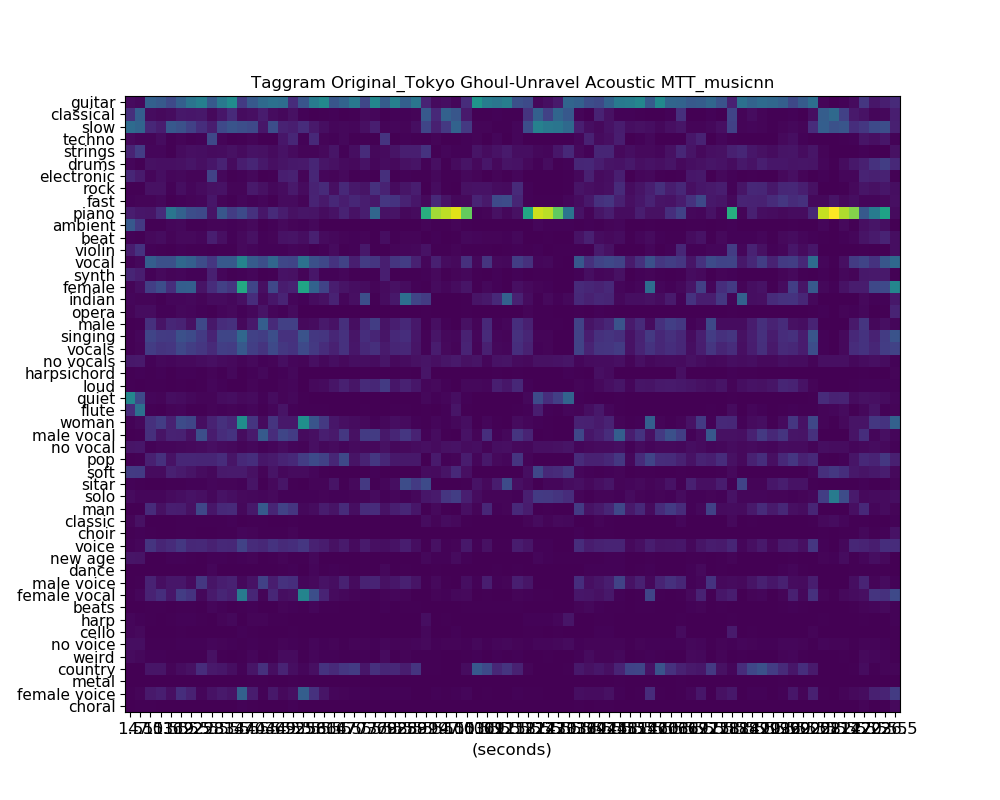 Taggram Original_Tokyo Ghoul-Unravel Acoustic MTT_musicnn
guitar
classical
slow
techno
strings
drums
electronic
rock
fast
piano
ambient
beat
violin
vocal
synth
female
indian
opera
male
singing
vocals
no vocals
harpsichord
loud
quiet
flute
woman
male vocal
no vocal
pop
soft
sitar
solo
man
classic
choir
voice
new age
dance
male voice
female vocal
beats
harp
cello
no voice
weird
country
metal
female voice
choral
(seconds)